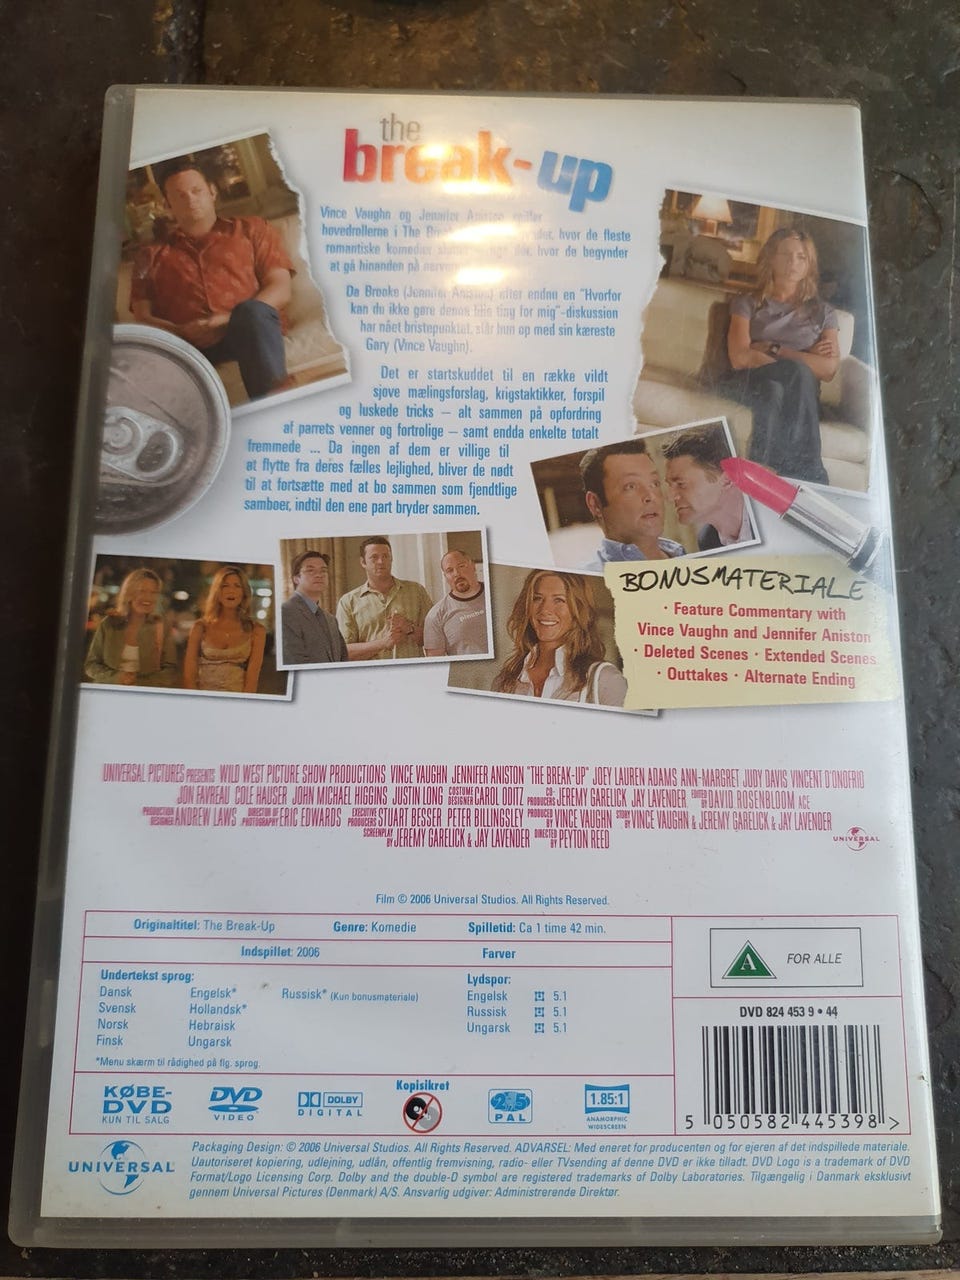 the
break-up
Vince Vaughn og Jennifer Aniston spiller
hovedrollerne i The hvor de fleste
romantiske komedier hvor de begynder
at gå hinanden på
Da Brooke (Jennifer Aniston) efter endnu en "Hvorfor
kan du ikke gøre denne lille ting for mig"-diskussion
har nået bristepunktet, slår hun op med sin kæreste
Gary (Vince Vaughn).
Det er startskuddet til en række vildt
sjove mælingsforslag, krigstaktikker, forspil
og luskede tricks – alt sammen på opfordring
af parrets venner og fortrolige – samt endda enkelte totalt
fremmede ... Da ingen af dem er villige til
at flytte fra deres fælles lejlighed, bliver de nødt
til at fortsætte med at bo sammen som fjendtlige
samboer, indtil den ene part bryder sammen.
BONUSMATERIALE
· Feature Commentary with
Vince Vaughn and Jennifer Aniston
· Deleted Scenes · Extended Scenes
· Outtakes · Alternate Ending
UNIVERSAL PICTURES PRESENTS WILD WEST PICTURE SHOW PRODUCTIONS VINCE VAUGHN JENNIFER ANISTON "THE BREAK-UP" JOEY LAUREN ADAMS ANN-MARGRET JUDY DAVIS VINCENT D'ONOFRIO
JON FAVREAU COLE HAUSER JOHN MICHAEL HIGGINS JUSTIN LONG COSTUME DESIGNER CAROL ODITZ CO-PRODUCERS JEREMY GARELICK JAY LAVENDER EDITED BY DAVID ROSENBLOOM ACE
PRODUCTION DESIGNER ANDREW LAWS DIRECTOR OF PHOTOGRAPHY ERIC EDWARDS EXECUTIVE PRODUCERS STUART BESSER PETER BILLINGSLEY PRODUCED BY VINCE VAUGHN STORY BY VINCE VAUGHN & JEREMY GARELICK & JAY LAVENDER
SCREENPLAY BY JEREMY GARELICK & JAY LAVENDER DIRECTED BY PEYTON REED
UNIVERSAL
Film © 2006 Universal Studios. All Rights Reserved.
Originaltitel: The Break-Up Genre: Komedie Spilletid: Ca 1 time 42 min.
Indspillet: 2006 Farver
Undertekst sprog:
Dansk Engelsk* Russisk* (Kun bonusmateriale)
Svensk Hollandsk*
Norsk Hebraisk
Finsk Ungarsk
*Menu skærm til rådighed på flg. sprog.
Lydspor:
Engelsk 5.1
Russisk 5.1
Ungarsk 5.1
A FOR ALLE
DVD 824 453 9 • 44
5 050582 445398 >
KØBE-
DVD
KUN TIL SALG
DVD
VIDEO
DOLBY
DIGITAL
Kopisikret
2 5
PAL
1.85:1
ANAMORPHIC
WIDESCREEN
UNIVERSAL
Packaging Design: © 2006 Universal Studios. All Rights Reserved. ADVARSEL: Med eneret for producenten og for ejeren af det indspillede materiale.
Uautoriseret kopiering, udlejning, udlån, offentlig fremvisning, radio- eller TVsending af denne DVD er ikke tilladt. DVD Logo is a trademark of DVD
Format/Logo Licensing Corp. Dolby and the double-D symbol are registered trademarks of Dolby Laboratories. Tilgængelig i Danmark eksklusivt
gennem Universal Pictures (Denmark) A/S. Ansvarlig udgiver: Administrerende Direktør.